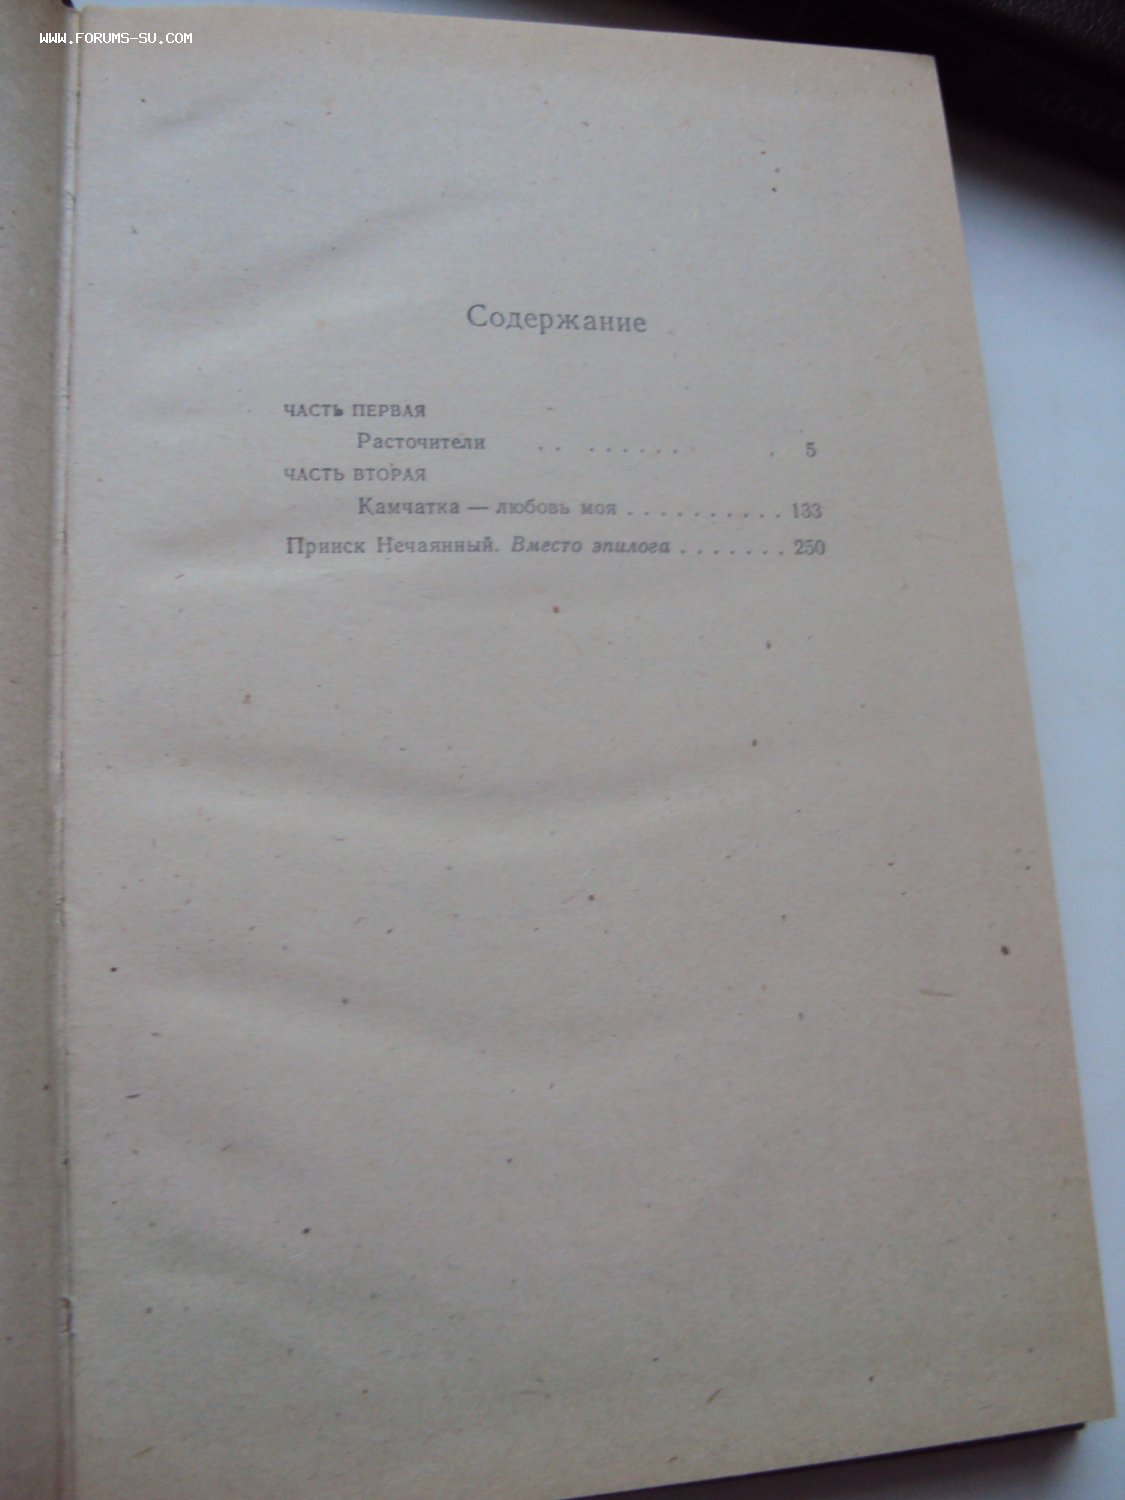 WWW.FORUMS-SU.COM
Содержание
ЧАСТЬ ПЕРВАЯ
Расточители . . . . . . . . . . 5
ЧАСТЬ ВТОРАЯ
Камчатка — любовь моя . . . . . . . . . . 133
Прииск Нечаянный. Вместо эпилога . . . . . . . 250